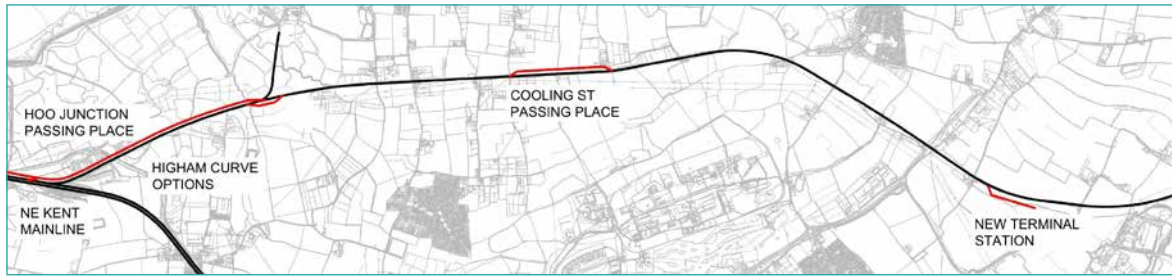 HOO JUNCTION
PASSING PLACE
HIGHAM CURVE
OPTIONS
NE KENT
MAINLINE
COOLING ST
PASSING PLACE
NEW TERMINAL
STATION